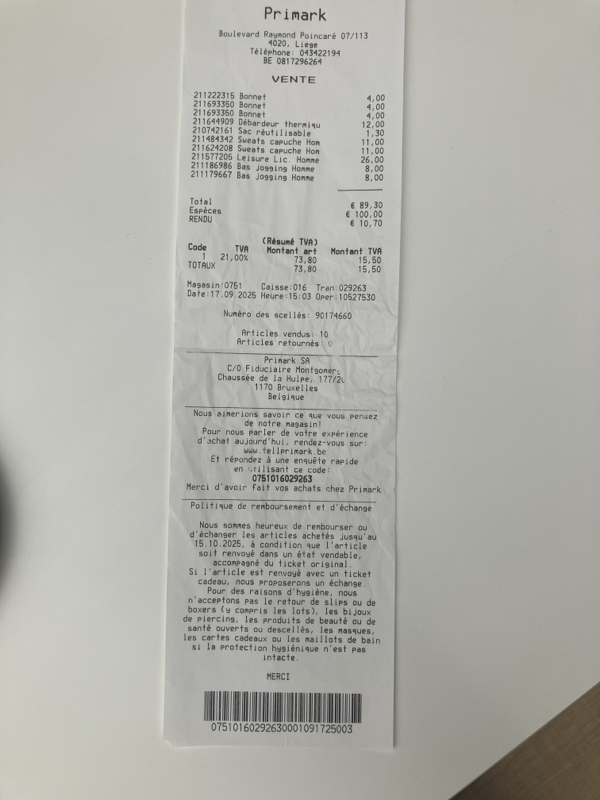 Primark
Boulevard Raymond Poincaré 07/113
4020, Liege
Téléphone: 043422194
BE 0817296264
VENTE
211222315 Bonnet 4,00
211693350 Bonnet 4,00
211693350 Bonnet 4,00
211644909 Débardeur thermiqu 12,00
210742161 Sac réutilisable 1,30
211484342 Sweats capuche Hom 11,00
211624208 Sweats capuche Hom 11,00
211577205 Leisure Lic. Homme 26,00
211186986 Bas Jogging Homme 8,00
211179667 Bas Jogging Homme 8,00
Total € 89,30
Espèces € 100,00
RENDU € 10,70
(Résumé TVA)
Code TVA Montant art Montant TVA
1 21,00% 73,80 15,50
TOTAUX 73,80 15,50
Magasin:0751 Caisse:016 Tran:029263
Date:17.09.2025 Heure:15:03 Oper:10527530
Numéro des scellés: 90174660
Articles vendus: 10
Articles retournés
Primark SA
C/O Fiduciaire Montgomer
Chaussée de la Hulpe, 177/2
1170 Bruxelles
Belgique
Nous aimerions savoir ce que vous pensez
de notre magasin!
Pour nous parler de votre expérience
d'achat aujourd'hui, rendez-vous sur:
www.tellprimark.be
Et répondez à une enquête rapide
en utilisant ce code:
0751016029263
Merci d'avoir fait vos achats chez Primark
Politique de remboursement et d'échange
Nous sommes heureux de rembourser ou
d'échanger les articles achetés jusqu'au
15.10.2025, à condition que l'article
soit renvoyé dans un état vendable,
accompagné du ticket original.
Si l'article est renvoyé avec un ticket
cadeau, nous proposerons un échange.
Pour des raisons d'hygiène, nous
n'acceptons pas le retour de slips ou de
boxers (y compris les lots), les bijoux
de piercing, les produits de beauté ou de
santé ouverts ou descellés, les masques,
les cartes cadeaux ou les maillots de bain
si la protection hygiénique n'est pas
intacte.
MERCI
07510160292630001091725003